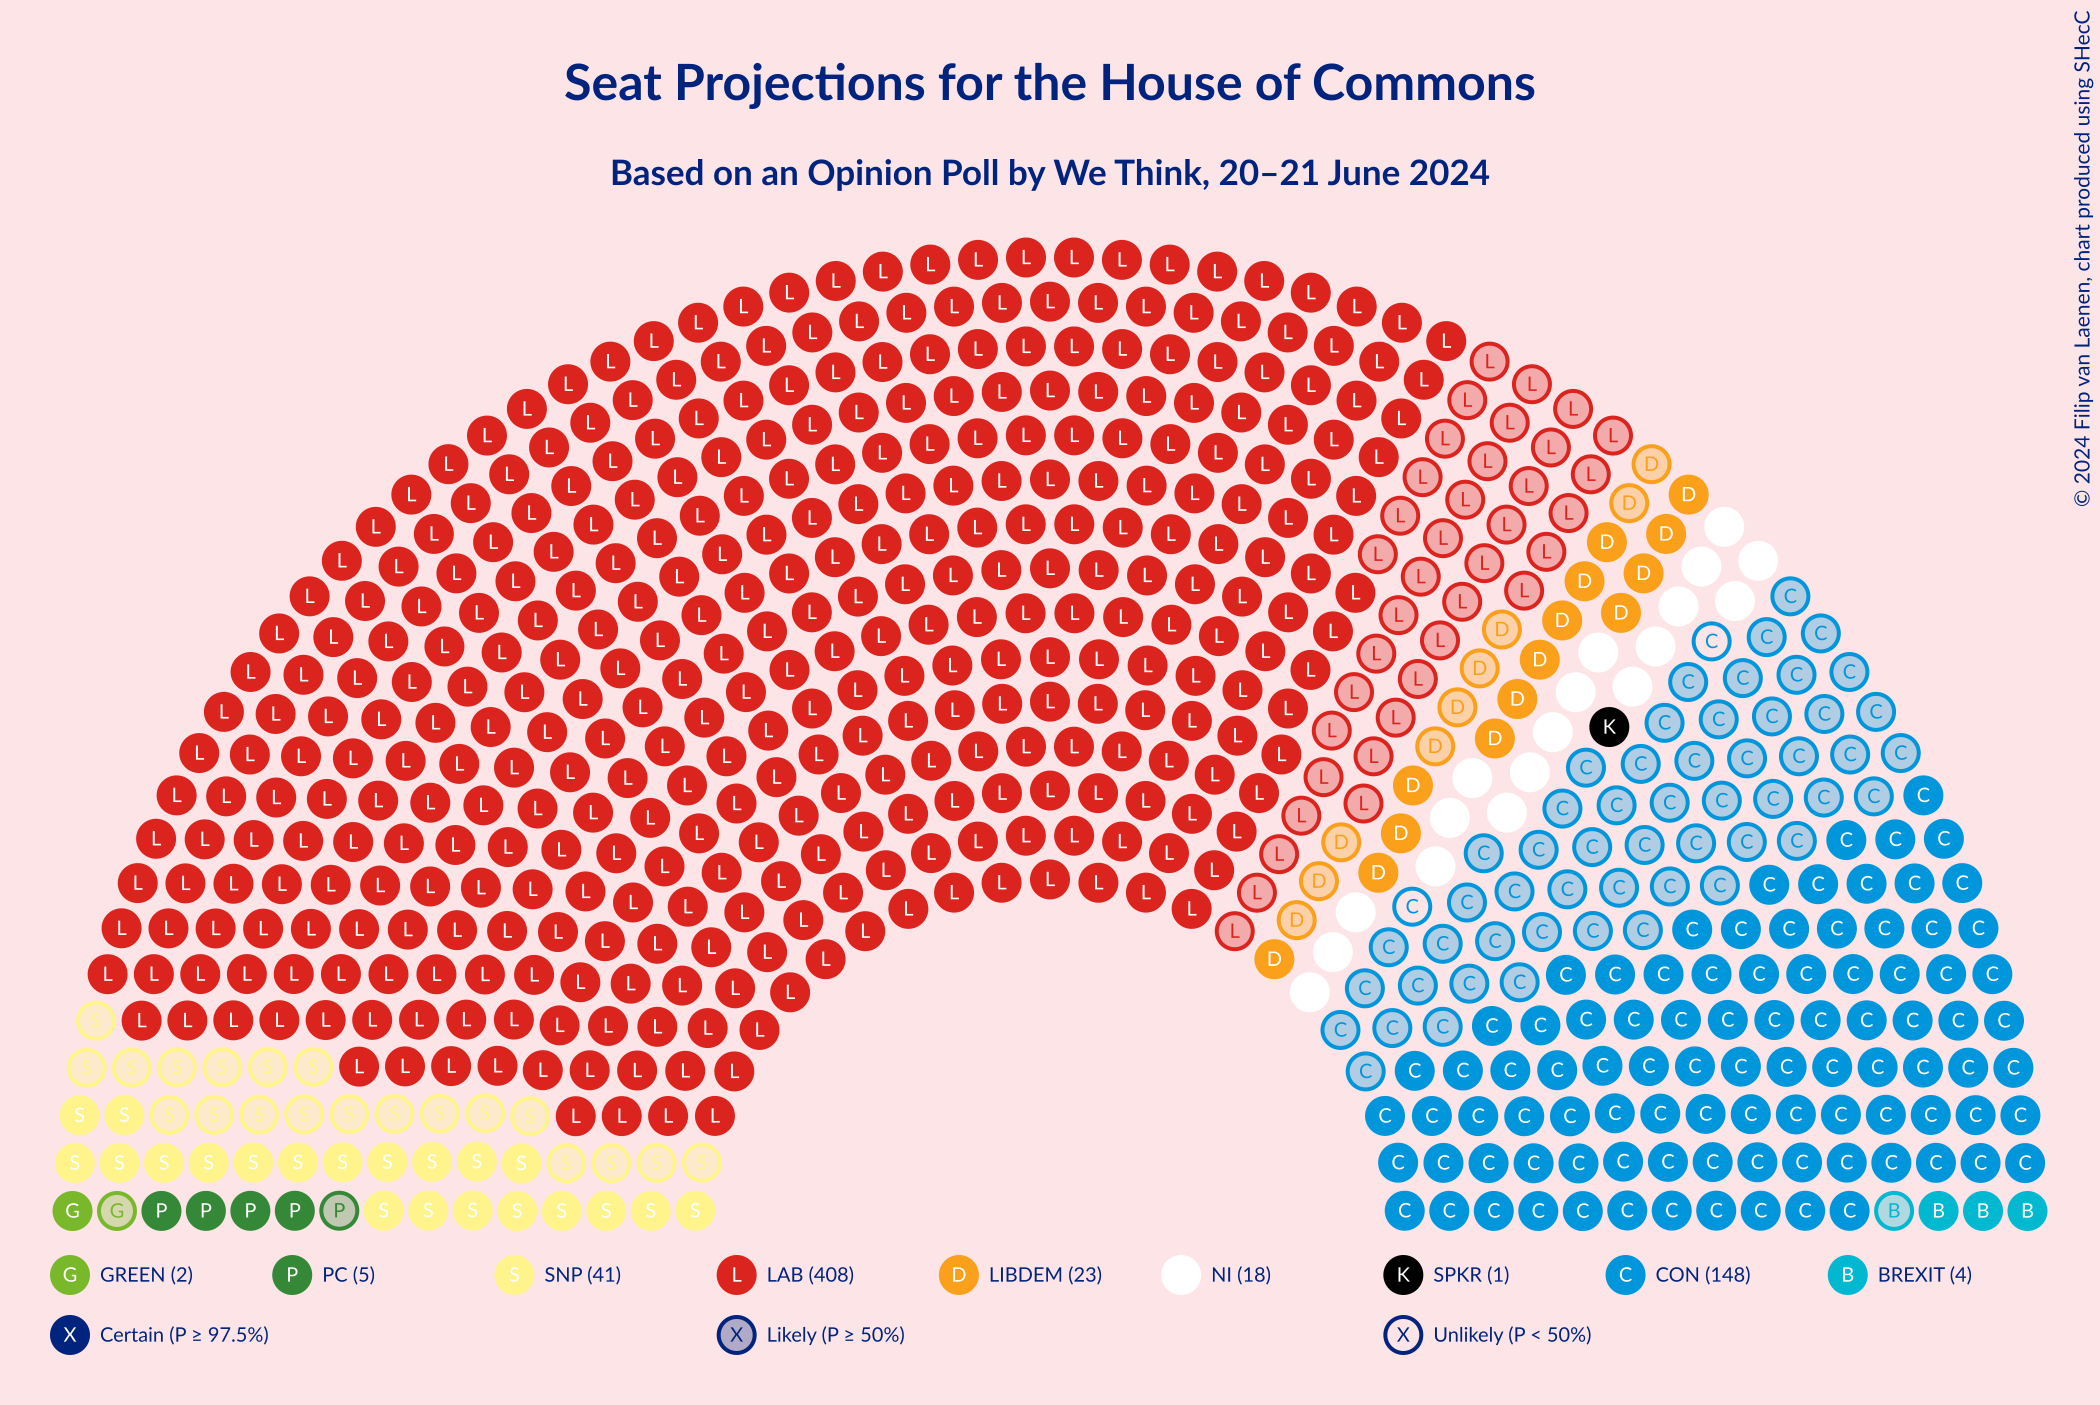 Seat Projections for the House of Commons
Based on an Opinion Poll by We Think, 20–21 June 2024
© 2024 Filip van Laenen, chart produced using SHecC
G GREEN (2) P PC (5) S SNP (41) L LAB (408) D LIBDEM (23) NI (18) K SPKR (1) C CON (148) B BREXIT (4)
X Certain (P ≥ 97.5%) X Likely (P ≥ 50%) X Unlikely (P < 50%)